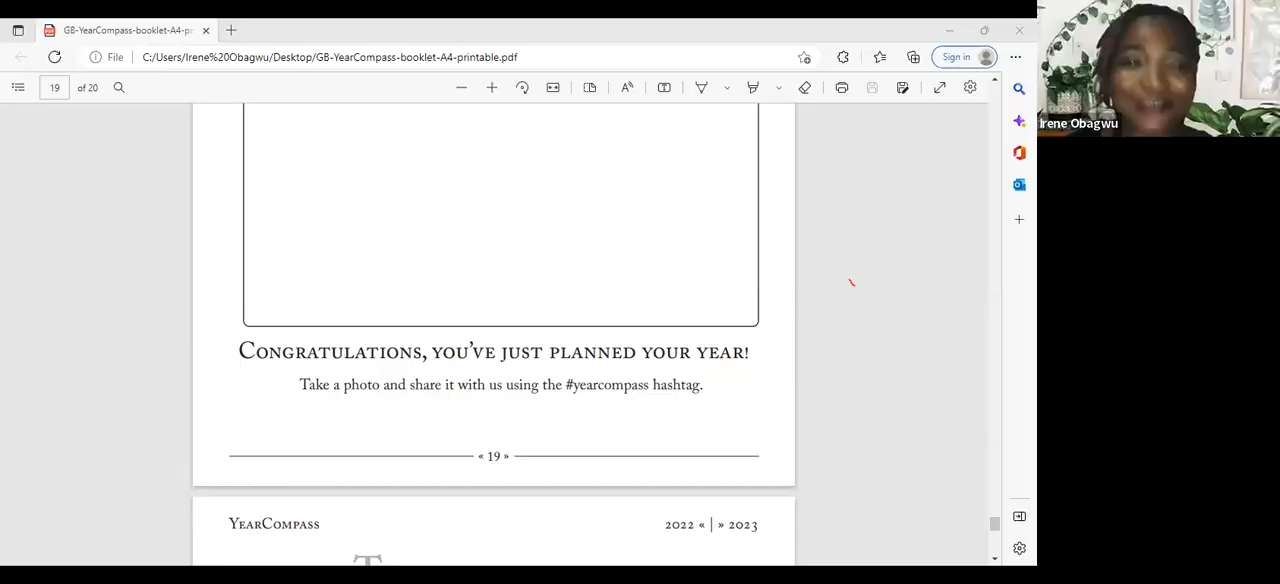 GB-YearCompass-booklet-A4-pr
File
C:/Users/Irene%20Obagwu/Desktop/GB-YearCompass-booklet-A4-printable.pdf
Sign in
19 of 20
Irene Obagwu
Congratulations, you've just planned your year!
Take a photo and share it with us using the #yearcompass hashtag.
« 19 »
YearCompass
2022 « | » 2023
T